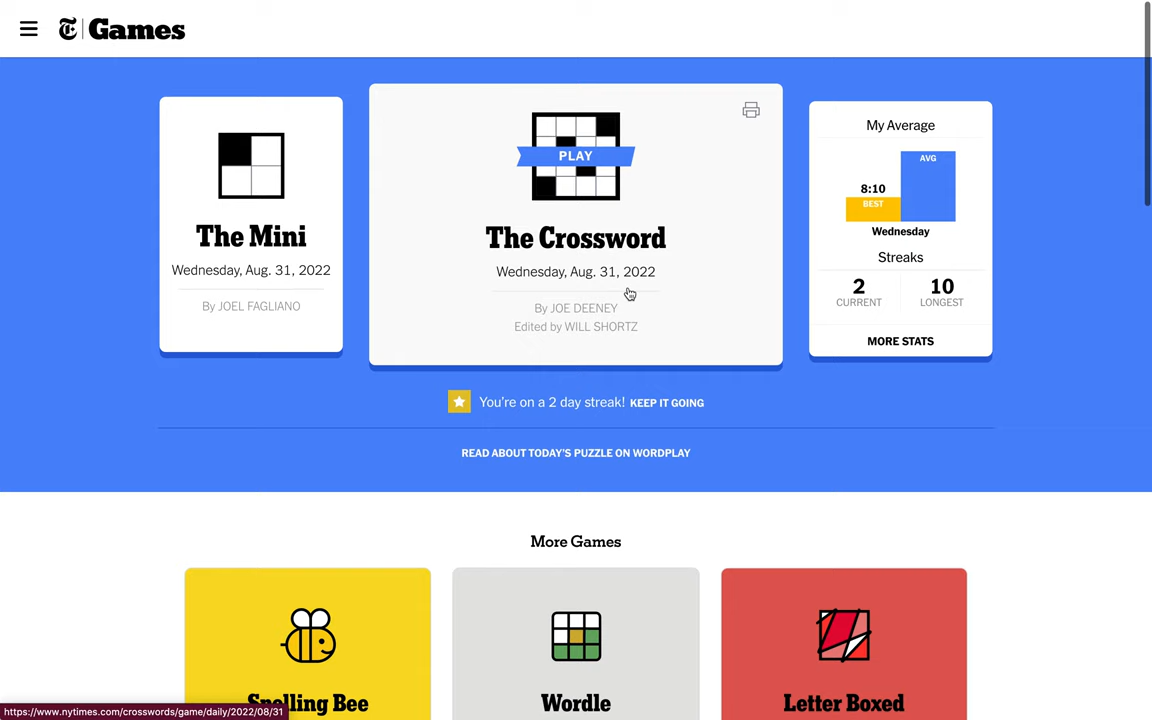 T Games
The Mini
Wednesday, Aug. 31, 2022
By JOEL FAGLIANO
PLAY
The Crossword
Wednesday, Aug. 31, 2022
By JOE DEENEY
Edited by WILL SHORTZ
My Average
AVG
8:10
BEST
Wednesday
Streaks
2 10
CURRENT LONGEST
MORE STATS
You're on a 2 day streak! KEEP IT GOING
READ ABOUT TODAY'S PUZZLE ON WORDPLAY
More Games
Spelling Bee
Wordle
Letter Boxed
https://www.nytimes.com/crosswords/game/daily/2022/08/31